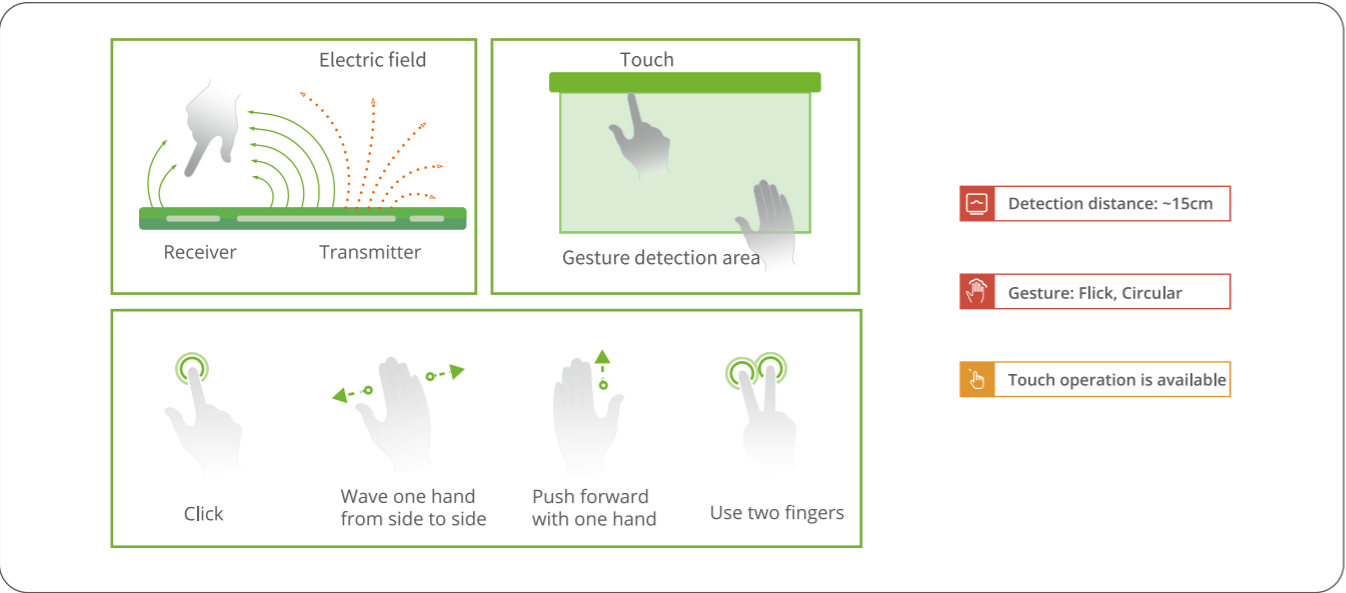 Electric field
Receiver
Transmitter
Touch
Gesture detection area
Click
Wave one hand
from side to side
Push forward
with one hand
Use two fingers
Detection distance: ~15cm
Gesture: Flick, Circular
Touch operation is available